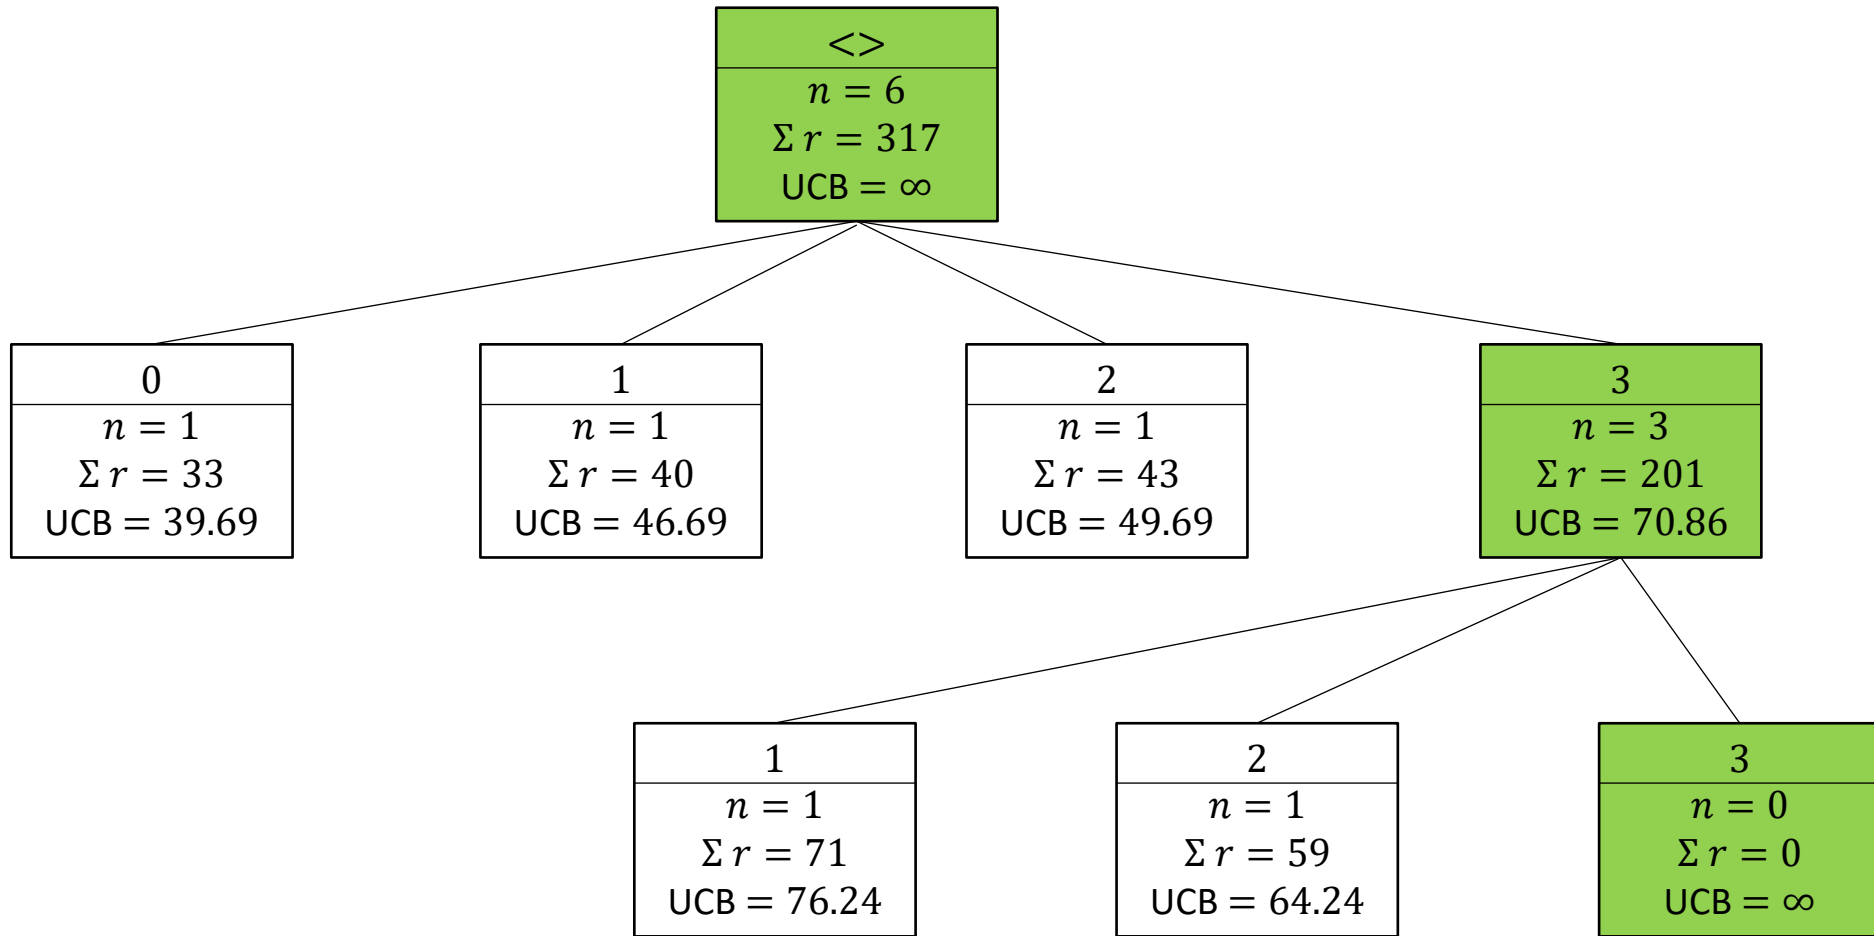 <>
n = 6
Σ r = 317
UCB = ∞
0
n = 1
Σ r = 33
UCB = 39.69
1
n = 1
Σ r = 40
UCB = 46.69
2
n = 1
Σ r = 43
UCB = 49.69
3
n = 3
Σ r = 201
UCB = 70.86
1
n = 1
Σ r = 71
UCB = 76.24
2
n = 1
Σ r = 59
UCB = 64.24
3
n = 0
Σ r = 0
UCB = ∞